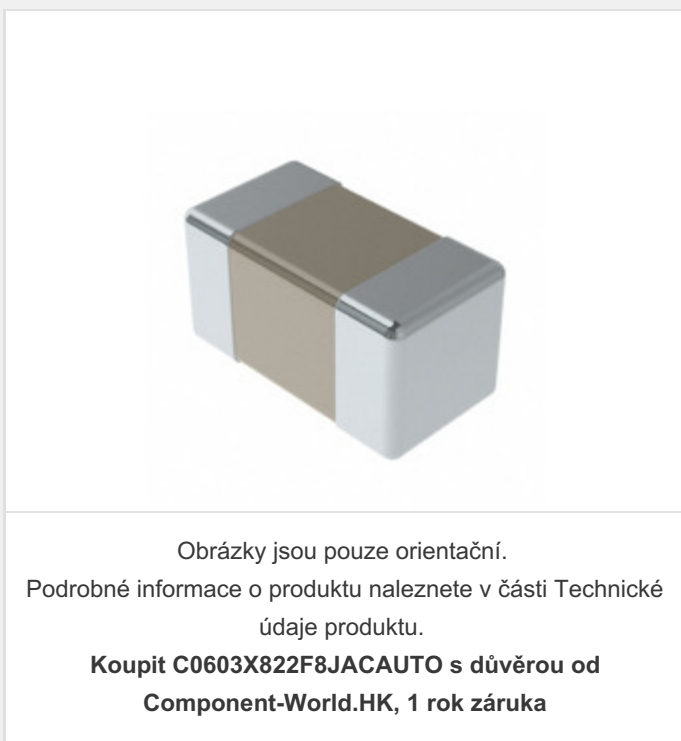 Obrázky jsou pouze orientační.
Podrobné informace o produktu naleznete v části Technické
údaje produktu.
Koupit C0603X822F8JACAUTO s důvěrou od
Component-World.HK, 1 rok záruka